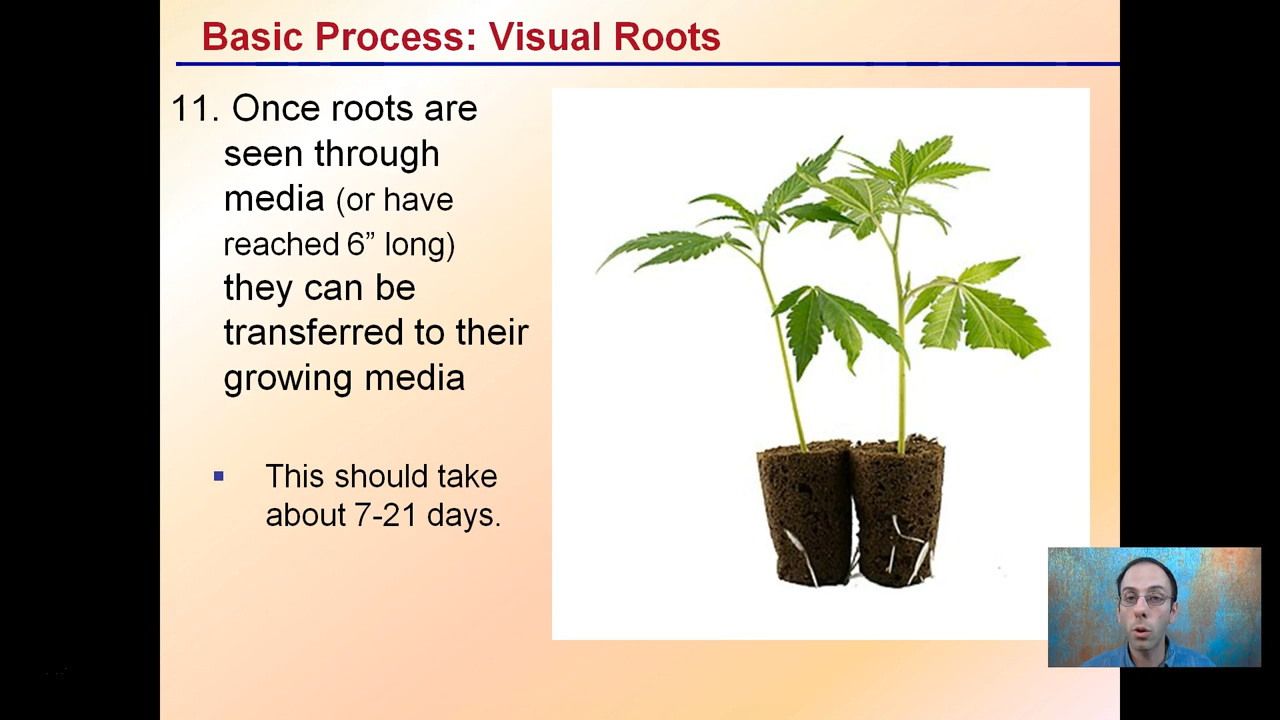 Basic Process: Visual Roots
11. Once roots are
seen through
media (or have
reached 6” long)
they can be
transferred to their
growing media
▪ This should take
about 7-21 days.